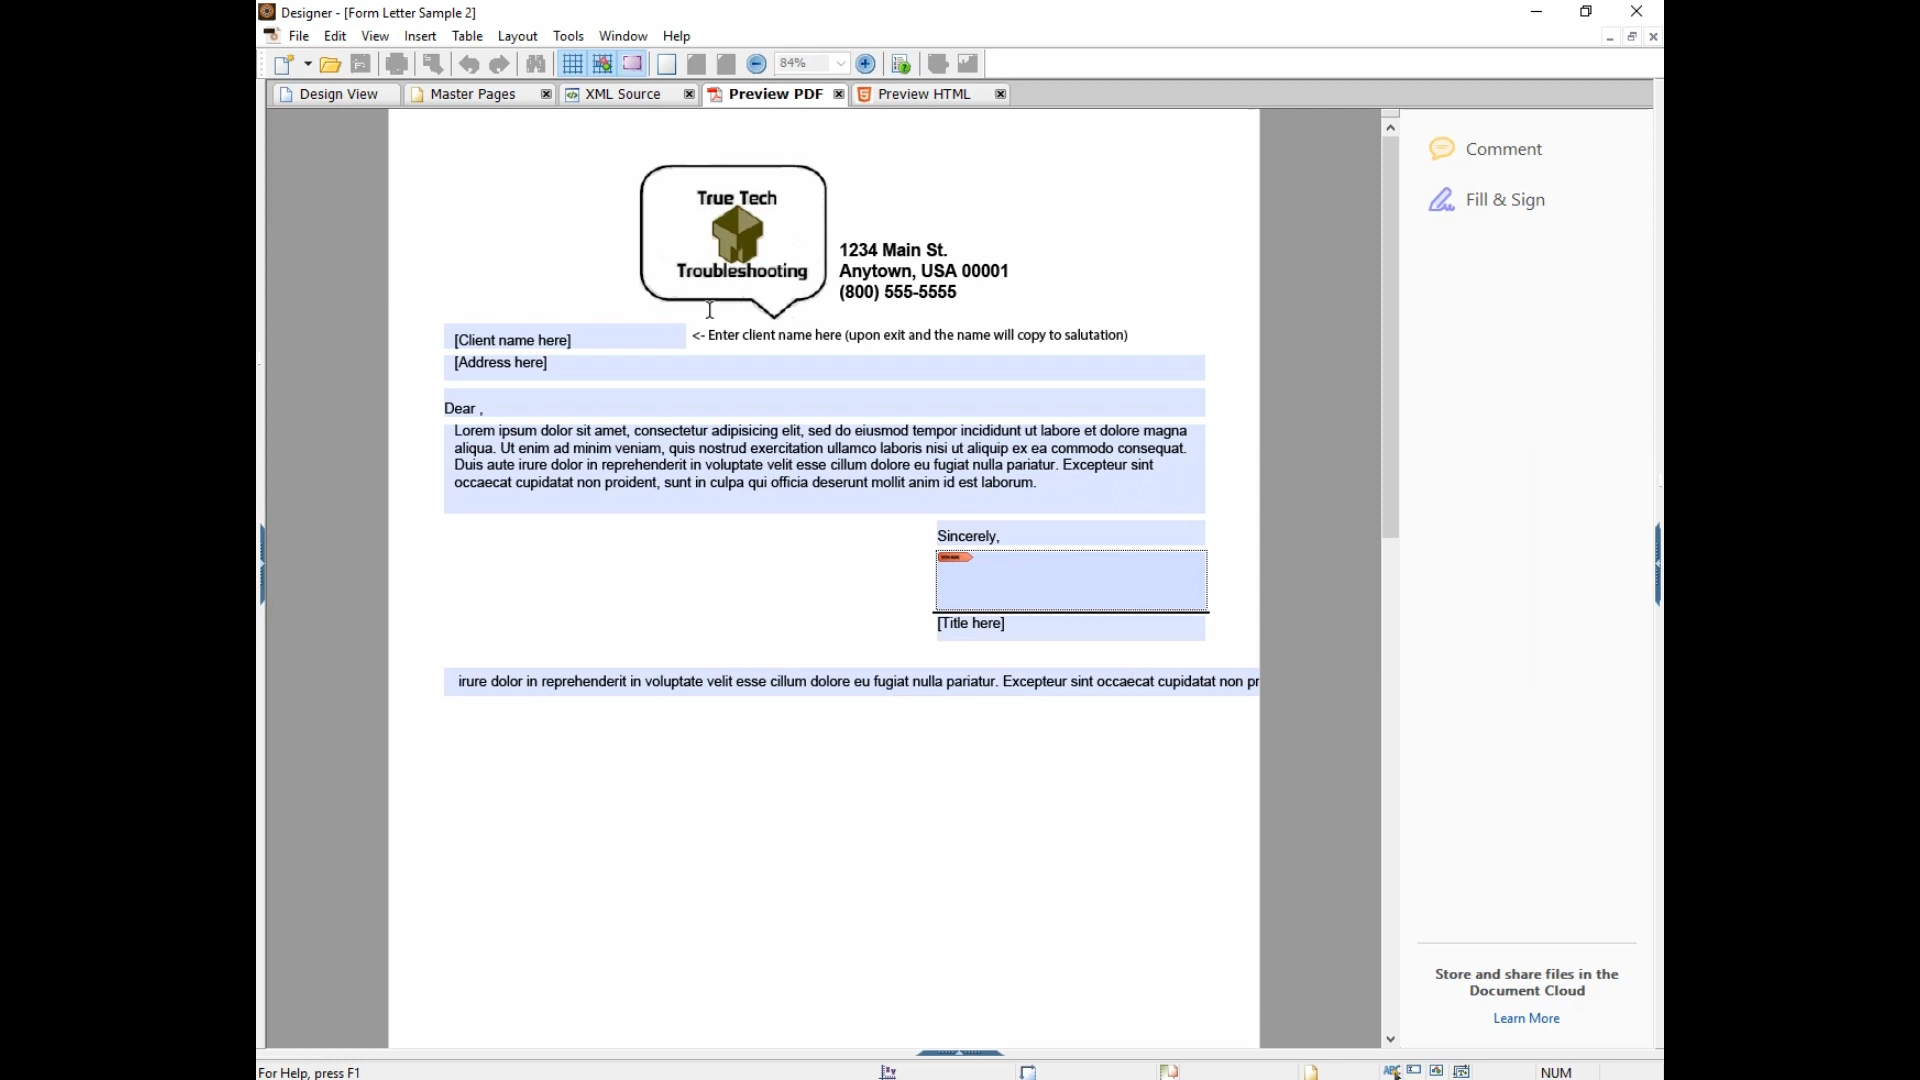 Designer - [Form Letter Sample 2]
File Edit View Insert Table Layout Tools Window Help
84%
Design View Master Pages XML Source Preview PDF Preview HTML
True Tech
Troubleshooting
1234 Main St.
Anytown, USA 00001
(800) 555-5555
[Client name here]
<- Enter client name here (upon exit and the name will copy to salutation)
[Address here]
Dear ,
Lorem ipsum dolor sit amet, consectetur adipisicing elit, sed do eiusmod tempor incididunt ut labore et dolore magna
aliqua. Ut enim ad minim veniam, quis nostrud exercitation ullamco laboris nisi ut aliquip ex ea commodo consequat.
Duis aute irure dolor in reprehenderit in voluptate velit esse cillum dolore eu fugiat nulla pariatur. Excepteur sint
occaecat cupidatat non proident, sunt in culpa qui officia deserunt mollit anim id est laborum.
Sincerely,
[Title here]
irure dolor in reprehenderit in voluptate velit esse cillum dolore eu fugiat nulla pariatur. Excepteur sint occaecat cupidatat non pr
Comment
Fill & Sign
Store and share files in the
Document Cloud
Learn More
For Help, press F1
ABC
NUM